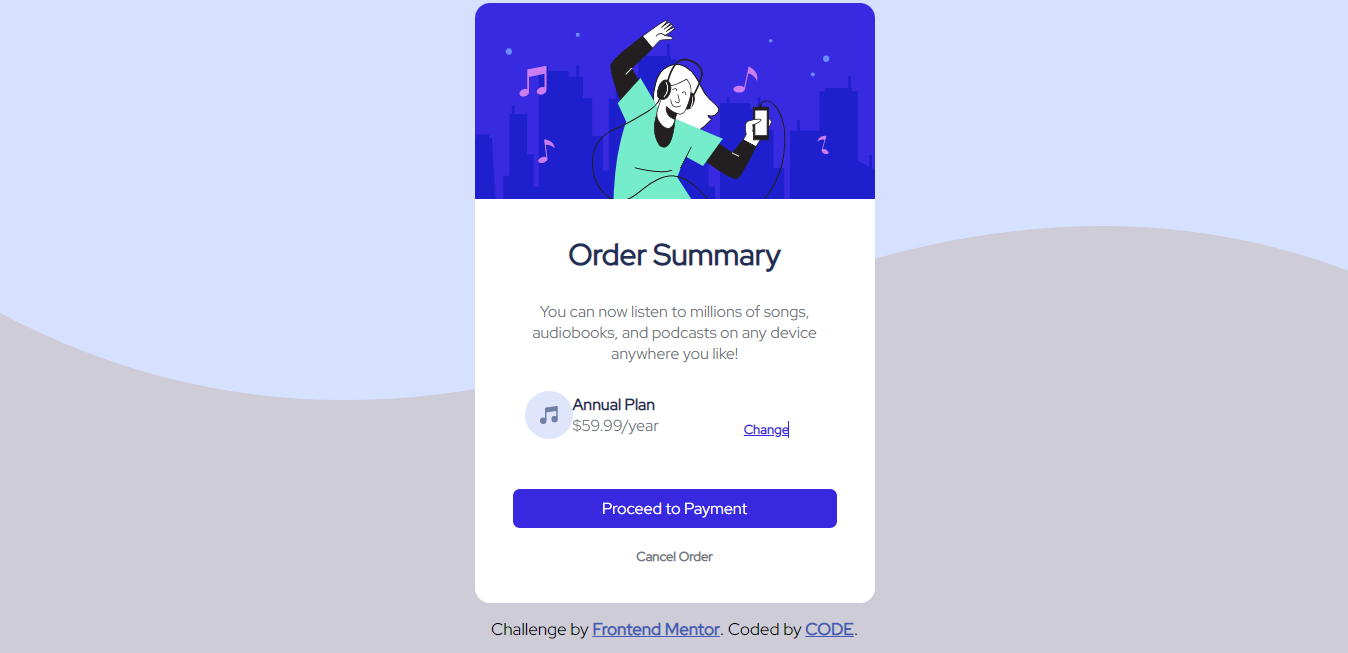 Order Summary
You can now listen to millions of songs,
audiobooks, and podcasts on any device
anywhere you like!
Annual Plan
$59.99/year
Change
Proceed to Payment
Cancel Order
Challenge by Frontend Mentor. Coded by CODE.